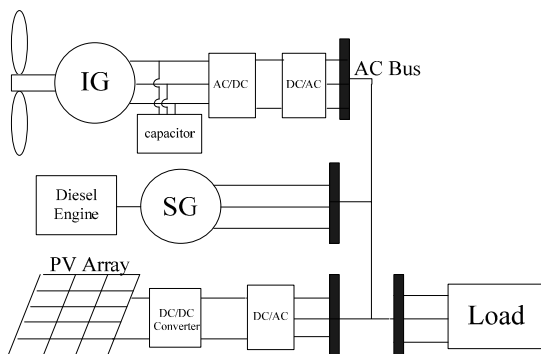 IG
AC/DC
DC/AC
AC Bus
capacitor
Diesel
Engine
SG
PV Array
DC/DC
Converter
DC/AC
Load